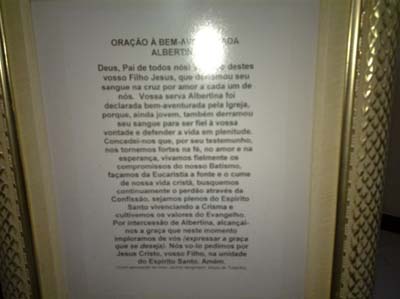 ORAÇÃO À BEM-AVENTURADA
ALBERTINA
Deus, Pai de todos nós! Vós nos destes
vosso Filho Jesus, que derramou seu
sangue na cruz por amor a cada um de
nós. Vossa serva Albertina foi
declarada bem-aventurada pela Igreja,
porque, ainda jovem, também derramou
seu sangue para ser fiel à vossa
vontade e defender a vida em plenitude.
Concedei-nos que, por seu testemunho,
nos tornemos fortes na fé, no amor e na
esperança, vivamos fielmente os
compromissos do nosso Batismo,
façamos da Eucaristia a fonte e o cume
de nossa vida cristã, busquemos
continuamente o perdão através da
Confissão, sejamos plenos do Espírito
Santo vivenciando a Crisma e
cultivemos os valores do Evangelho.
Por intercessão de Albertina, alcançai-
nos a graça que neste momento
imploramos de vós (expressar a graça
que se deseja). Nós vo-lo pedimos por
Jesus Cristo, vosso Filho, na unidade
do Espírito Santo. Amém.